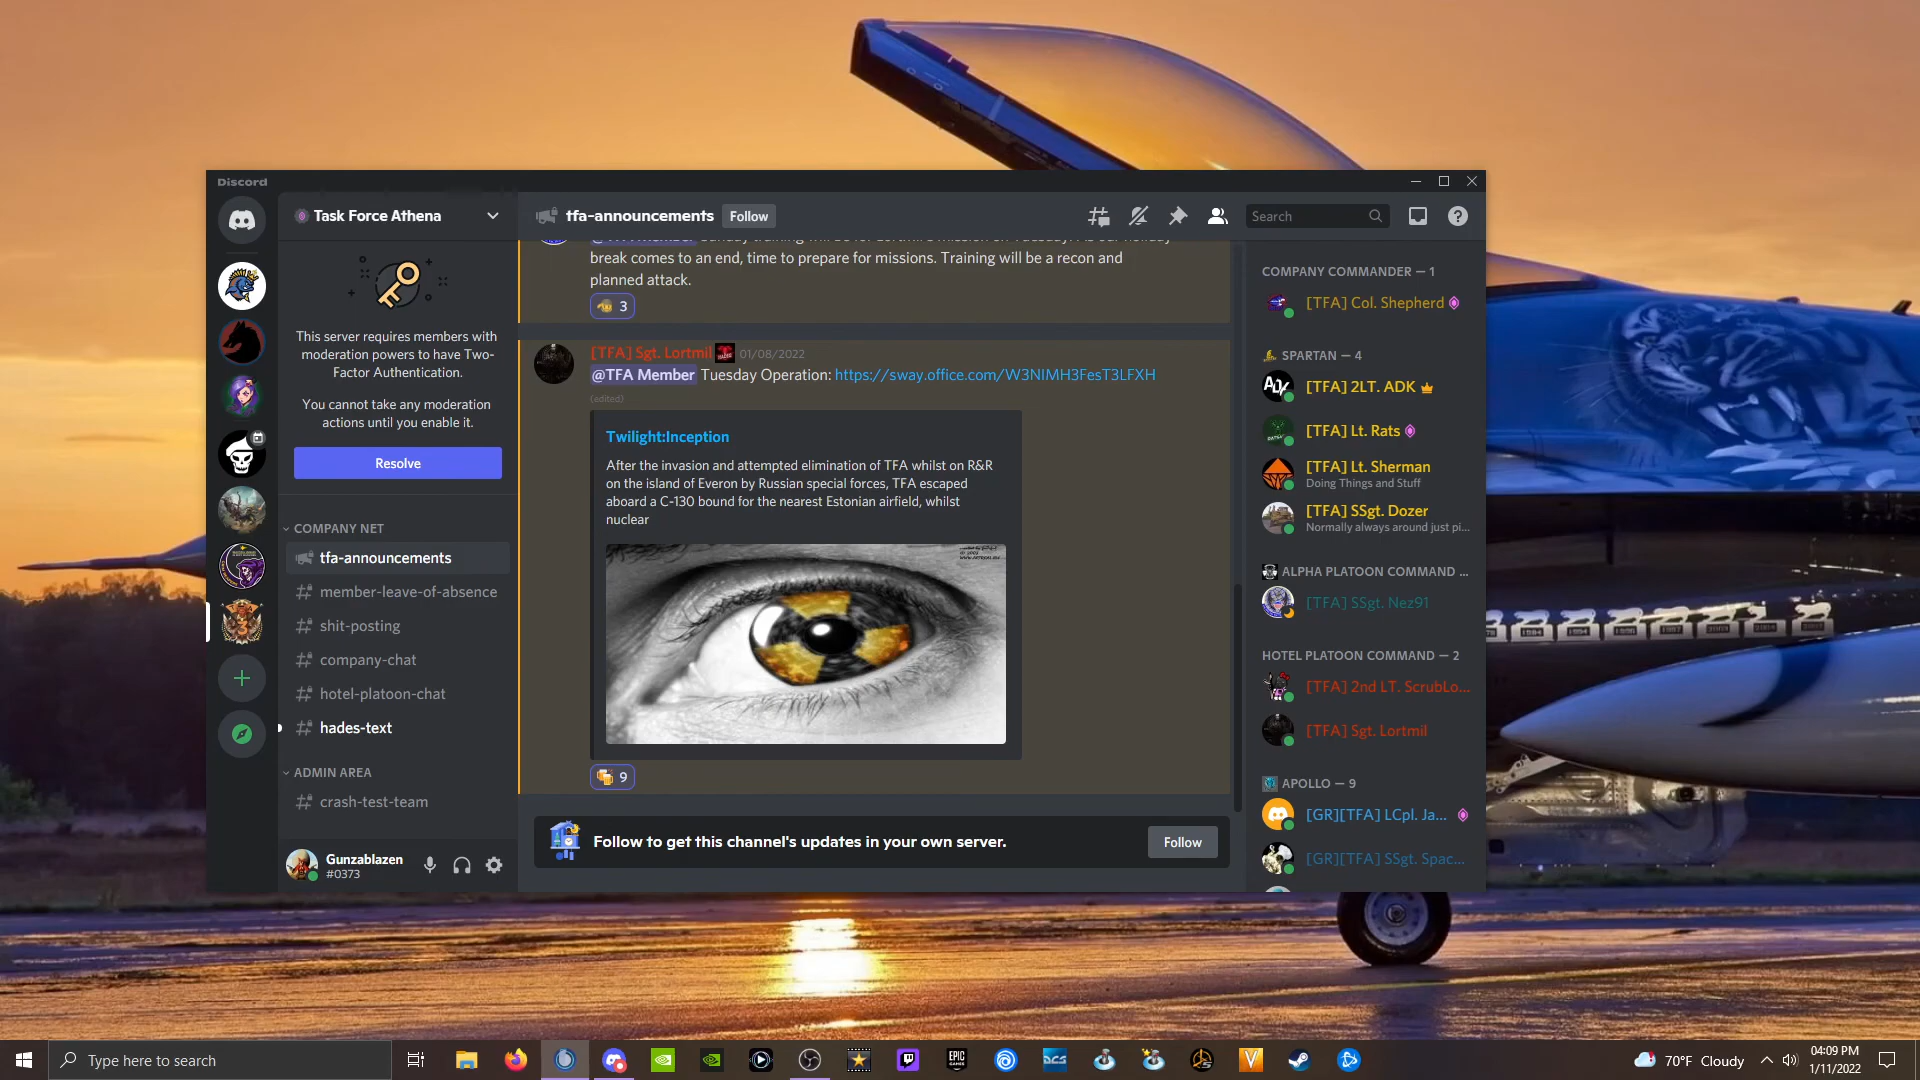 Discord
Task Force Athena
This server requires members with
moderation powers to have Two-
Factor Authentication.
You cannot take any moderation
actions until you enable it.
Resolve
COMPANY NET
tfa-announcements
member-leave-of-absence
shit-posting
company-chat
hotel-platoon-chat
hades-text
ADMIN AREA
crash-test-team
Gunzablazen
#0373
tfa-announcements
Follow
Search
break comes to an end, time to prepare for missions. Training will be a recon and
planned attack.
3
[TFA] Sgt. Lortmil 01/08/2022
@TFA Member Tuesday Operation: https://sway.office.com/W3NIMH3FesT3LFXH
(edited)
Twilight:Inception
After the invasion and attempted elimination of TFA whilst on R&R
on the island of Everon by Russian special forces, TFA escaped
aboard a C-130 bound for the nearest Estonian airfield, whilst
nuclear
9
Follow to get this channel's updates in your own server.
Follow
COMPANY COMMANDER — 1
[TFA] Col. Shepherd
SPARTAN — 4
[TFA] 2LT. ADK
[TFA] Lt. Rats
[TFA] Lt. Sherman
Doing Things and Stuff
[TFA] SSgt. Dozer
Normally always around just pi...
ALPHA PLATOON COMMAND ...
[TFA] SSgt. Nez91
HOTEL PLATOON COMMAND — 2
[TFA] 2nd LT. ScrubLo...
[TFA] Sgt. Lortmil
APOLLO — 9
[GR][TFA] LCpl. Ja...
[GR][TFA] SSgt. Spac...
Type here to search
EPIC
GAMES
DCS
70°F Cloudy
04:09 PM
1/11/2022